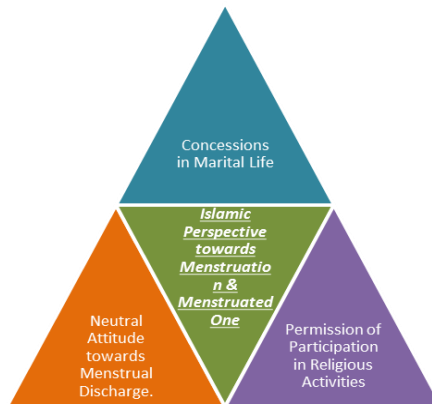 Concessions
in Marital Life
Islamic
Perspective
towards
Menstruatio
n &
Menstruated
One
Neutral
Attitude
towards
Menstrual
Discharge.
Permission of
Participation
in Religious
Activities